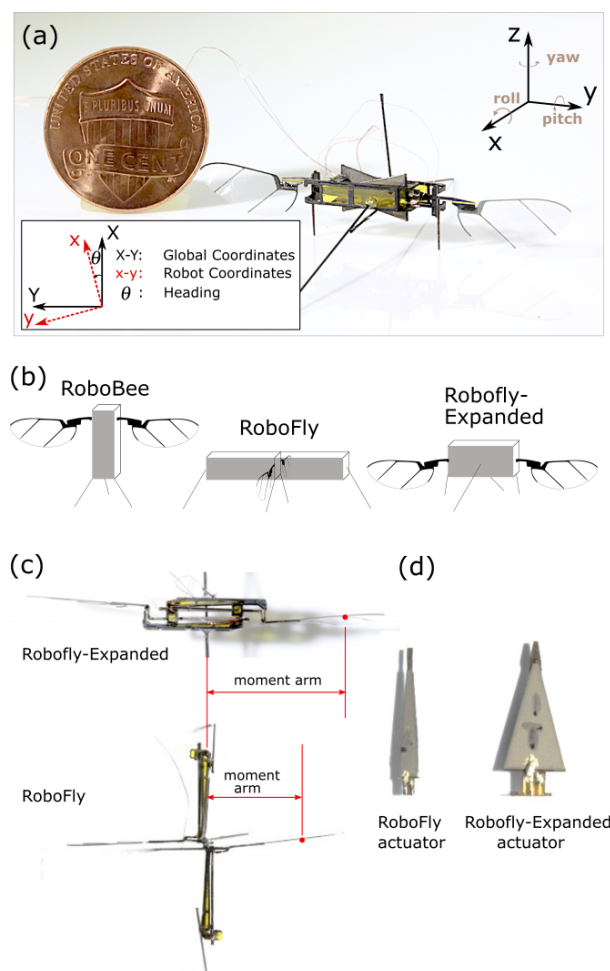 (a)
UNITED STATES OF AMERICA
E PLURIBUS UNUM
ONE CENT
z
yaw
y
roll
pitch
x
x
X
θ
X-Y: Global Coordinates
x-y: Robot Coordinates
θ : Heading
Y
y
(b)
RoboBee
RoboFly
Robofly-
Expanded
(c)
(d)
Robofly-Expanded
moment arm
RoboFly
moment
arm
RoboFly
actuator
Robofly-Expanded
actuator